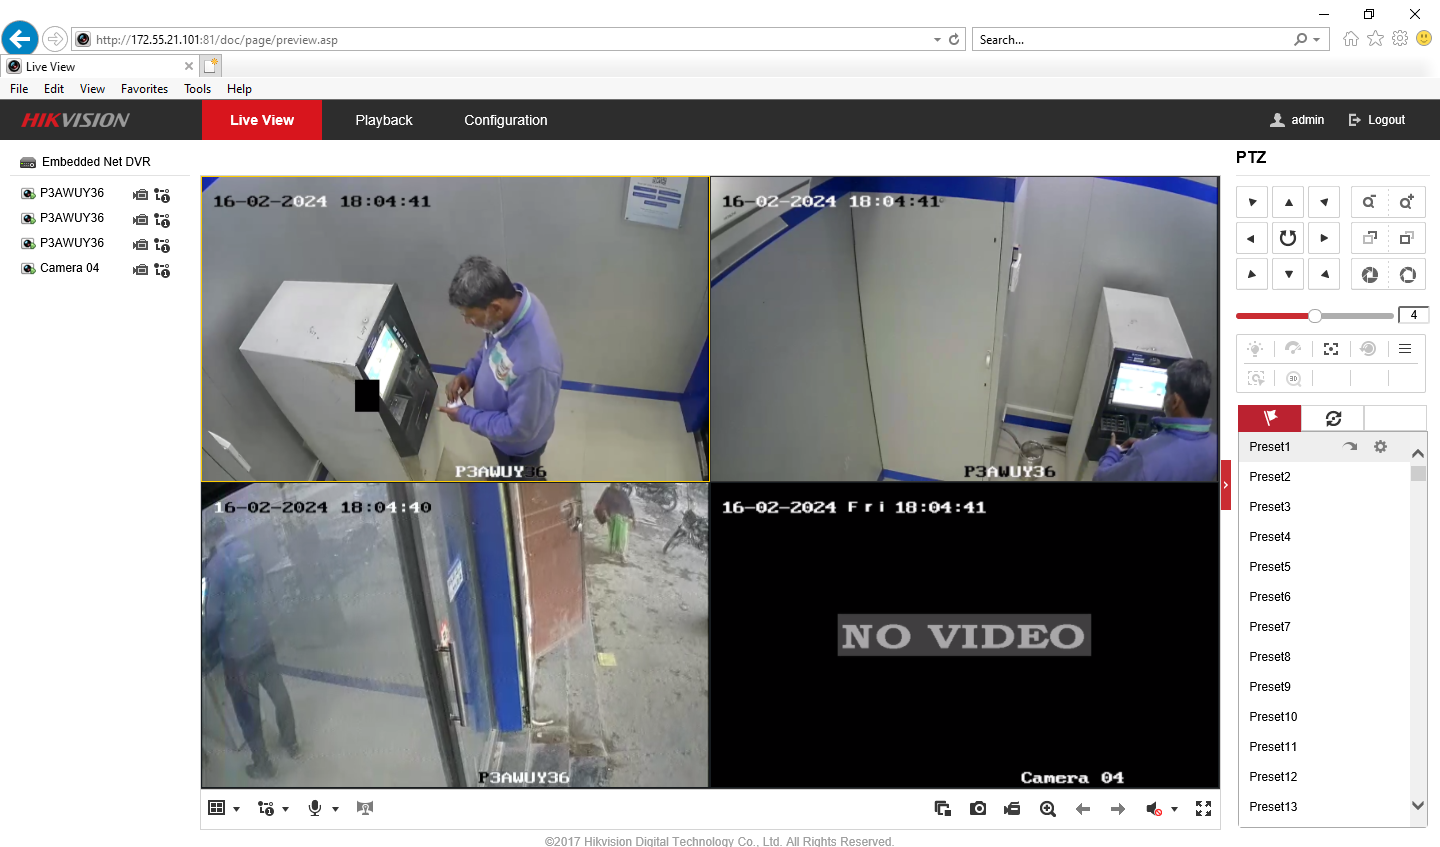 http://172.55.21.101:81/doc/page/preview.asp
Search...
Live View
File Edit View Favorites Tools Help
HIKVISION
Live View Playback Configuration
admin Logout
Embedded Net DVR
P3AWUY36
P3AWUY36
P3AWUY36
Camera 04
16-02-2024 18:04:41
P3AWUY36
16-02-2024 18:04:41
P3AWUY36
16-02-2024 18:04:40
P3AWUY36
16-02-2024 Fri 18:04:41
NO VIDEO
Camera 04
PTZ
4
3D
Preset1
Preset2
Preset3
Preset4
Preset5
Preset6
Preset7
Preset8
Preset9
Preset10
Preset11
Preset12
Preset13
©2017 Hikvision Digital Technology Co., Ltd. All Rights Reserved.